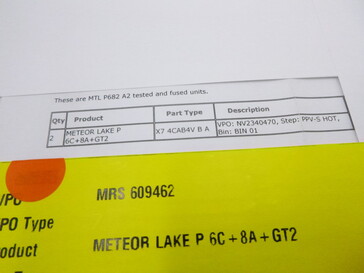 These are MTL P682 A2 tested and fused units.
Qty Product Part Type Description
2 METEOR LAKE P 6C+8A+GT2 X7 4CAB4V B A VPO: NV2340470, Step: PPV-S HOT, Bin: BIN 01
VPO MRS 609462
PO Type
oduct METEOR LAKE P 6C+8A+GT2